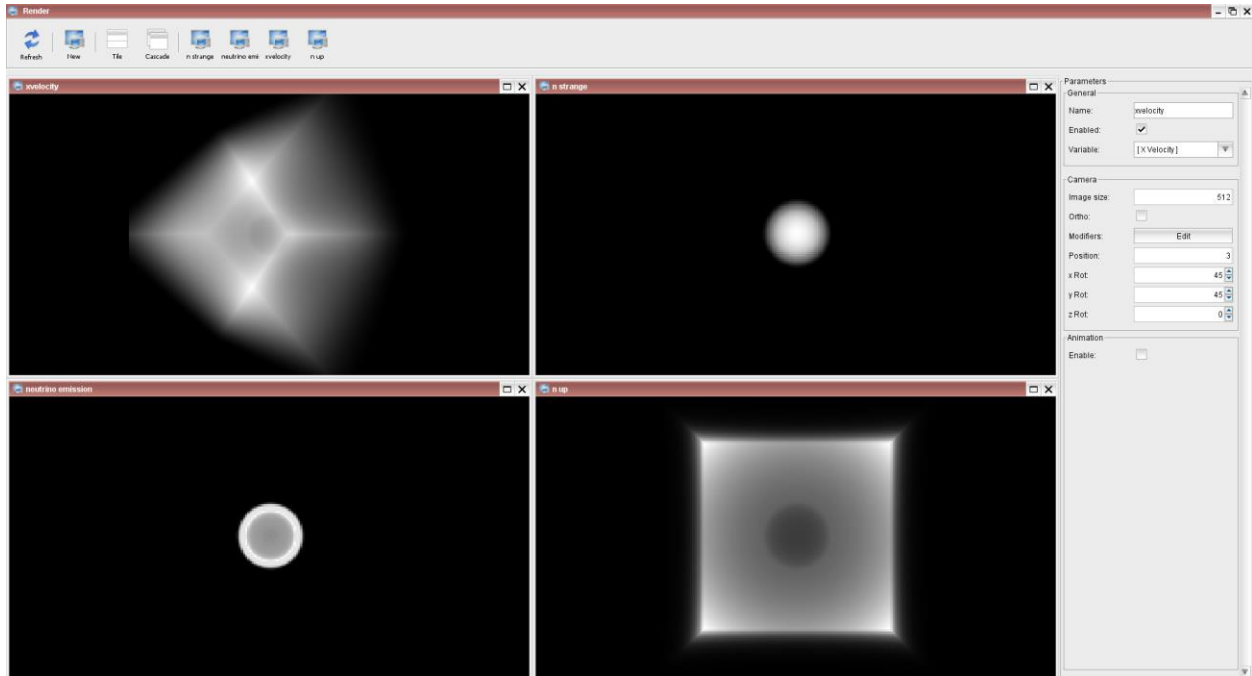 Render
Refresh New Tile Cascade n strange neutrino emi xvelocity n up
xvelocity
n strange
Parameters
General
Name: xvelocity
Enabled:
Variable: [ X Velocity ]
Camera
Image size: 512
Ortho:
Modifiers: Edit
Position: 3
x Rot: 45
y Rot: 45
z Rot: 0
Animation
Enable:
neutrino emission
n up